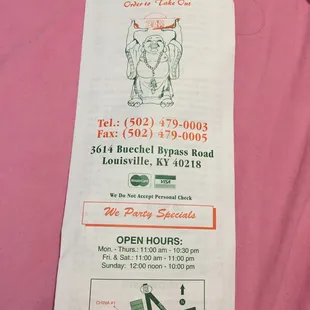 Order to Take Out
Tel.: (502) 479-0003
Fax: (502) 479-0005
3614 Buechel Bypass Road
Louisville, KY 40218
MasterCard VISA
We Do Not Accept Personal Check
We Party Specials
OPEN HOURS:
Mon. - Thurs.: 11:00 am - 10:30 pm
Fri. & Sat.: 11:00 am - 11:00 pm
Sunday: 12:00 noon - 10:00 pm